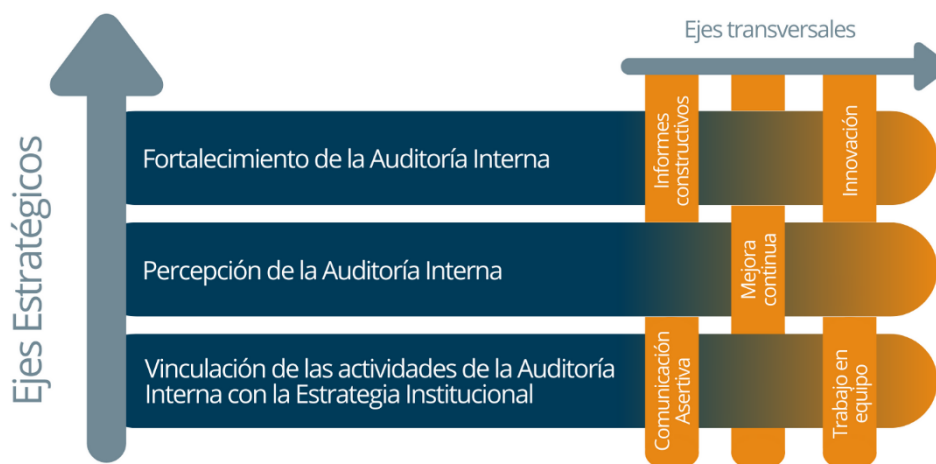 Ejes transversales
Ejes Estratégicos
Fortalecimiento de la Auditoría Interna
Informes
constructivos
Innovación
Percepción de la Auditoría Interna
Mejora
continua
Vinculación de las actividades de la Auditoría
Interna con la Estrategia Institucional
Comunicación
Asertiva
Trabajo en
equipo